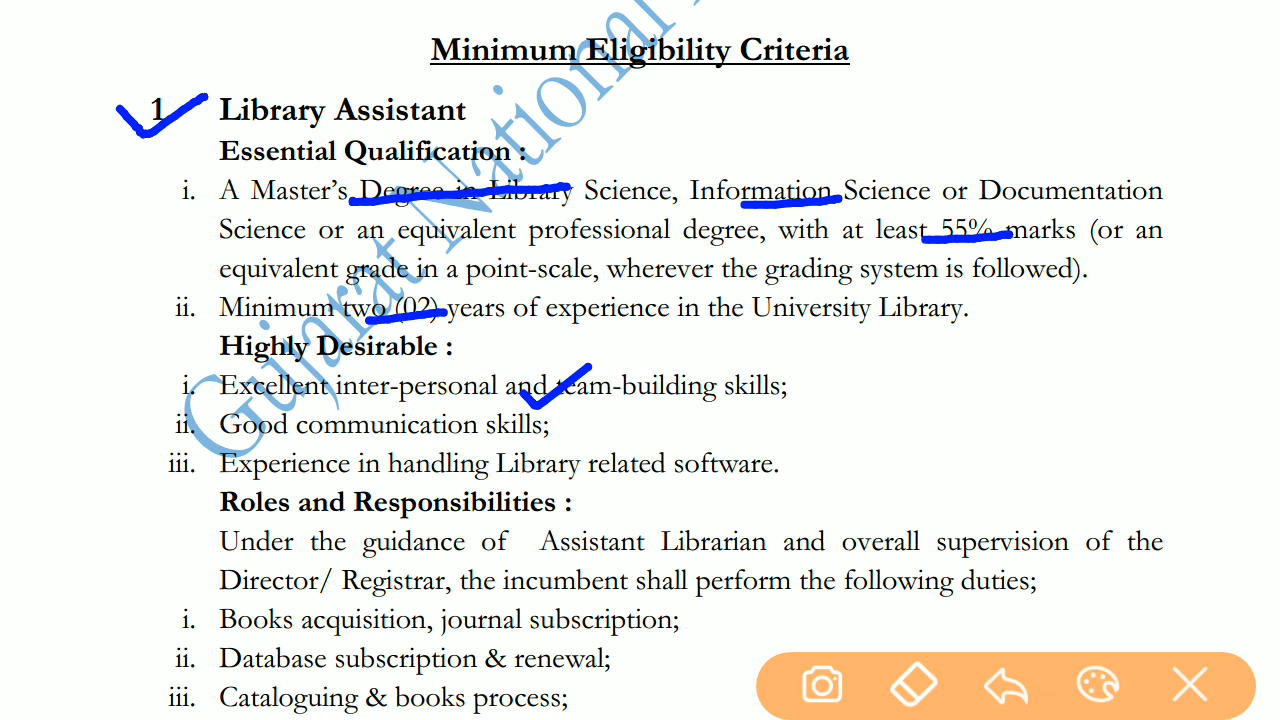 Minimum Eligibility Criteria
1 Library Assistant
Essential Qualification :
i. A Master's Degree in Library Science, Information Science or Documentation
Science or an equivalent professional degree, with at least 55% marks (or an
equivalent grade in a point-scale, wherever the grading system is followed).
ii. Minimum two (02) years of experience in the University Library.
Highly Desirable :
i. Excellent inter-personal and team-building skills;
ii. Good communication skills;
iii. Experience in handling Library related software.
Roles and Responsibilities :
Under the guidance of Assistant Librarian and overall supervision of the
Director/ Registrar, the incumbent shall perform the following duties;
i. Books acquisition, journal subscription;
ii. Database subscription & renewal;
iii. Cataloguing & books process;
Gujarat National